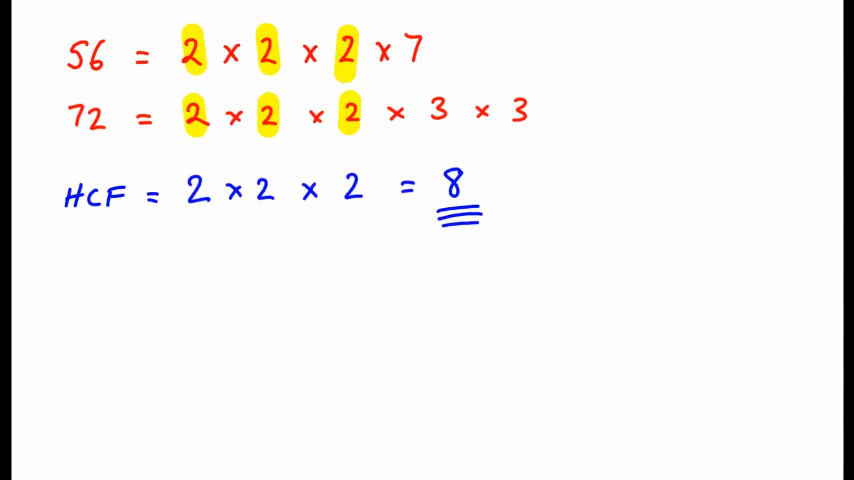 56 = 2 × 2 × 2 × 7
72 = 2 × 2 × 2 × 3 × 3
HCF = 2 × 2 × 2 = 8